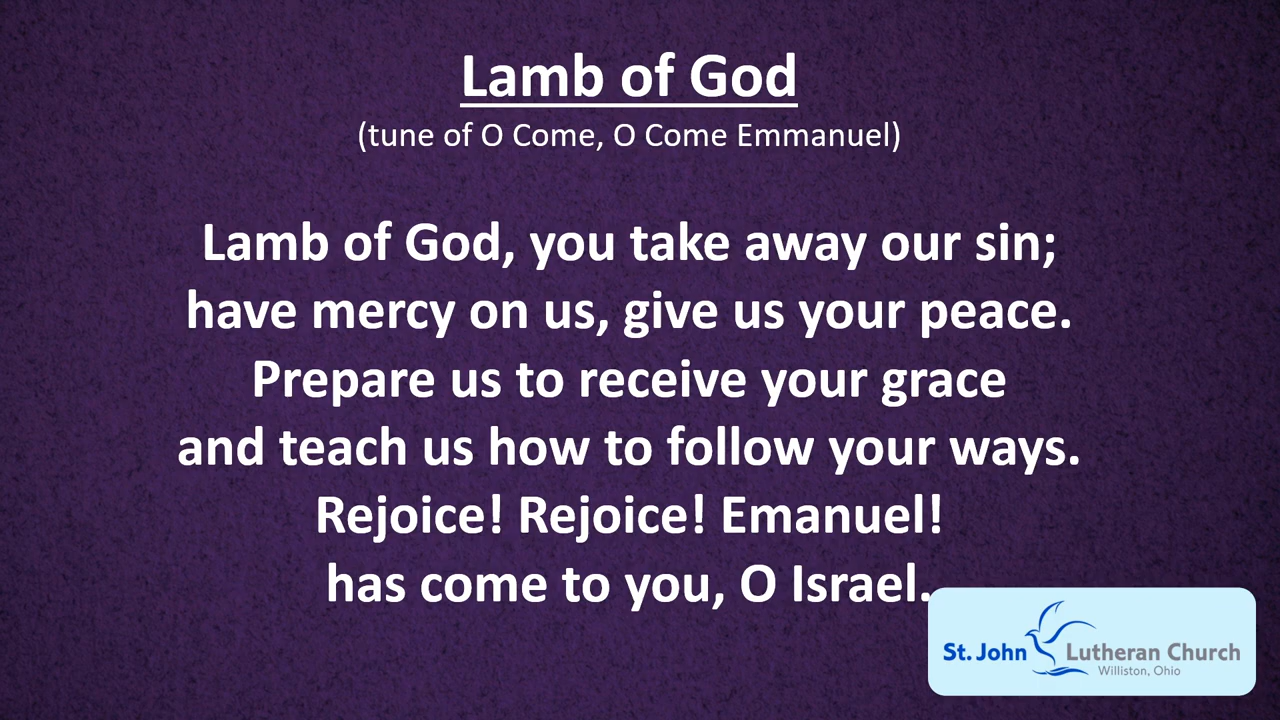 Lamb of God
(tune of O Come, O Come Emmanuel)
Lamb of God, you take away our sin;
have mercy on us, give us your peace.
Prepare us to receive your grace
and teach us how to follow your ways.
Rejoice! Rejoice! Emanuel!
has come to you, O Israel.
St. John Lutheran Church
Williston, Ohio